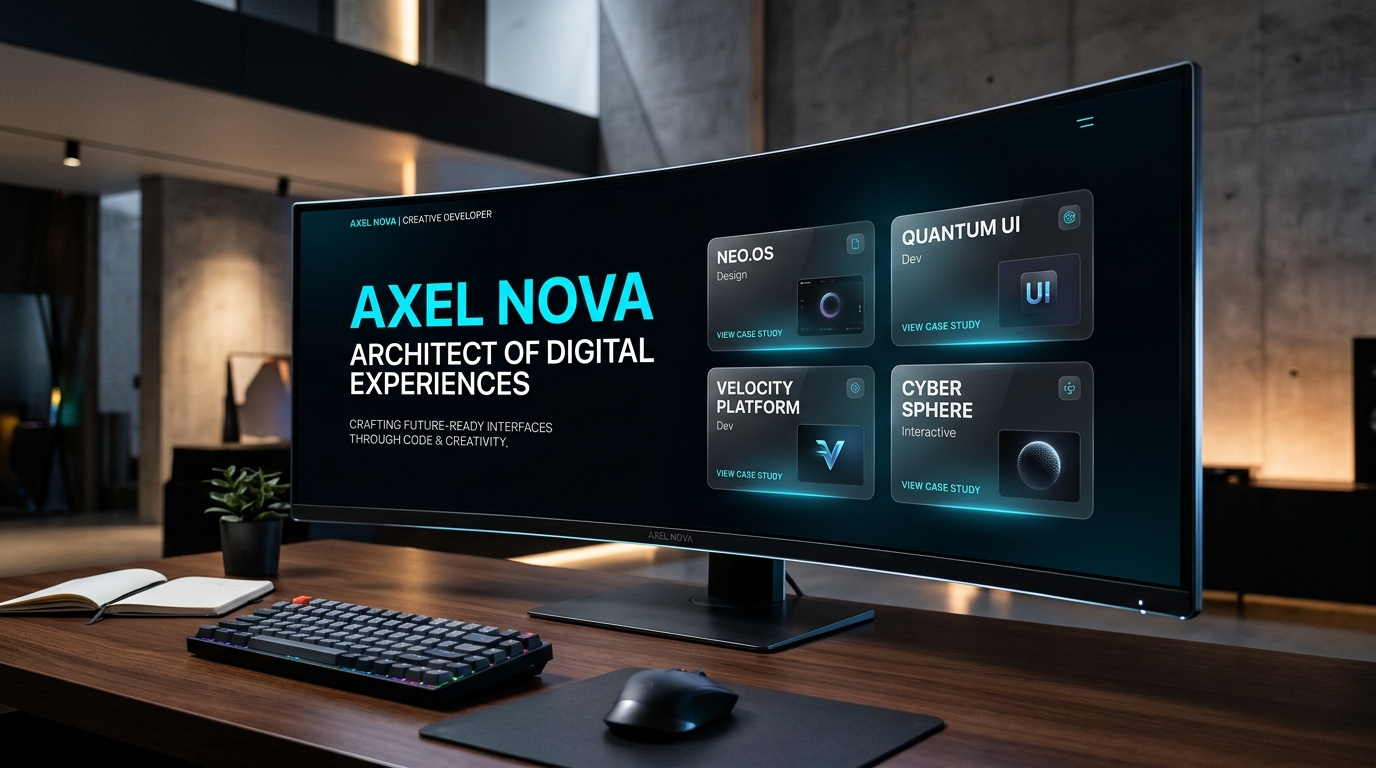 AXEL NOVA | CREATIVE DEVELOPER
AXEL NOVA
ARCHITECT OF DIGITAL
EXPERIENCES
CRAFTING FUTURE-READY INTERFACES
THROUGH CODE & CREATIVITY.
NEO.OS
Design
VIEW CASE STUDY
QUANTUM UI
Dev
UI
VIEW CASE STUDY
VELOCITY
PLATFORM
Dev
V
VIEW CASE STUDY
CYBER
SPHERE
Interactive
VIEW CASE STUDY
AXEL NOVA